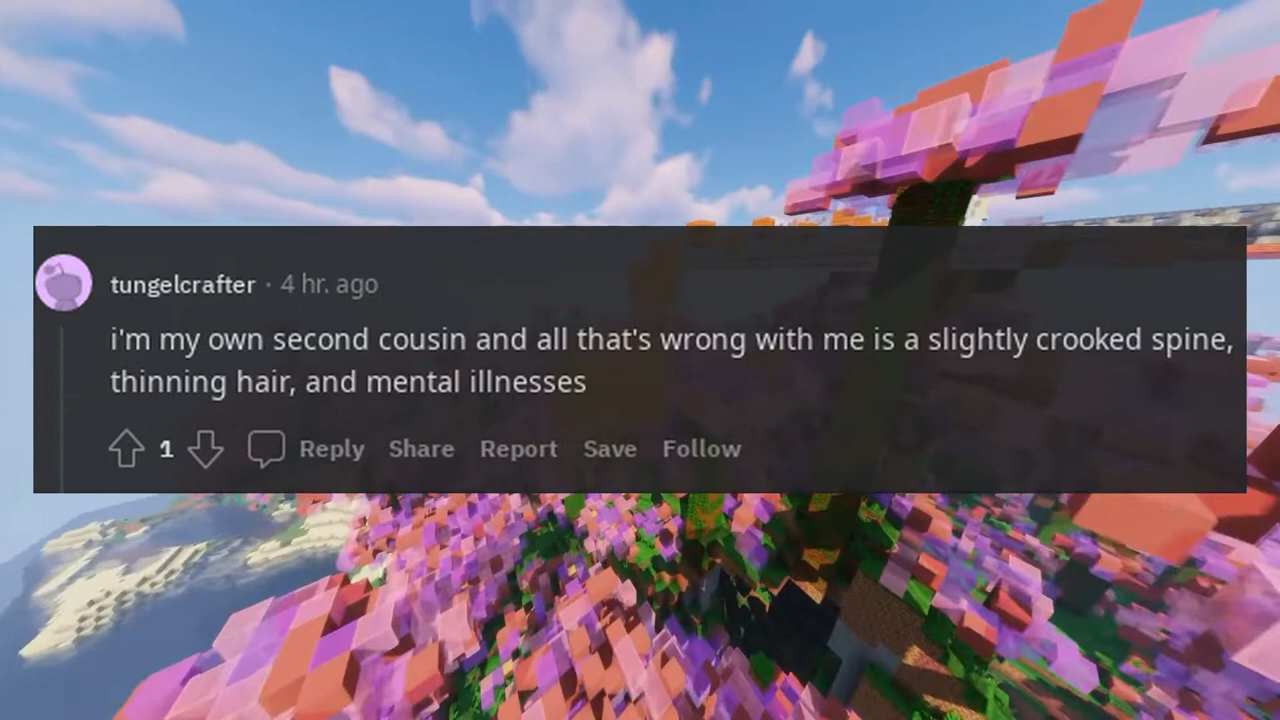 tungelcrafter · 4 hr. ago
i'm my own second cousin and all that's wrong with me is a slightly crooked spine,
thinning hair, and mental illnesses
1 Reply Share Report Save Follow